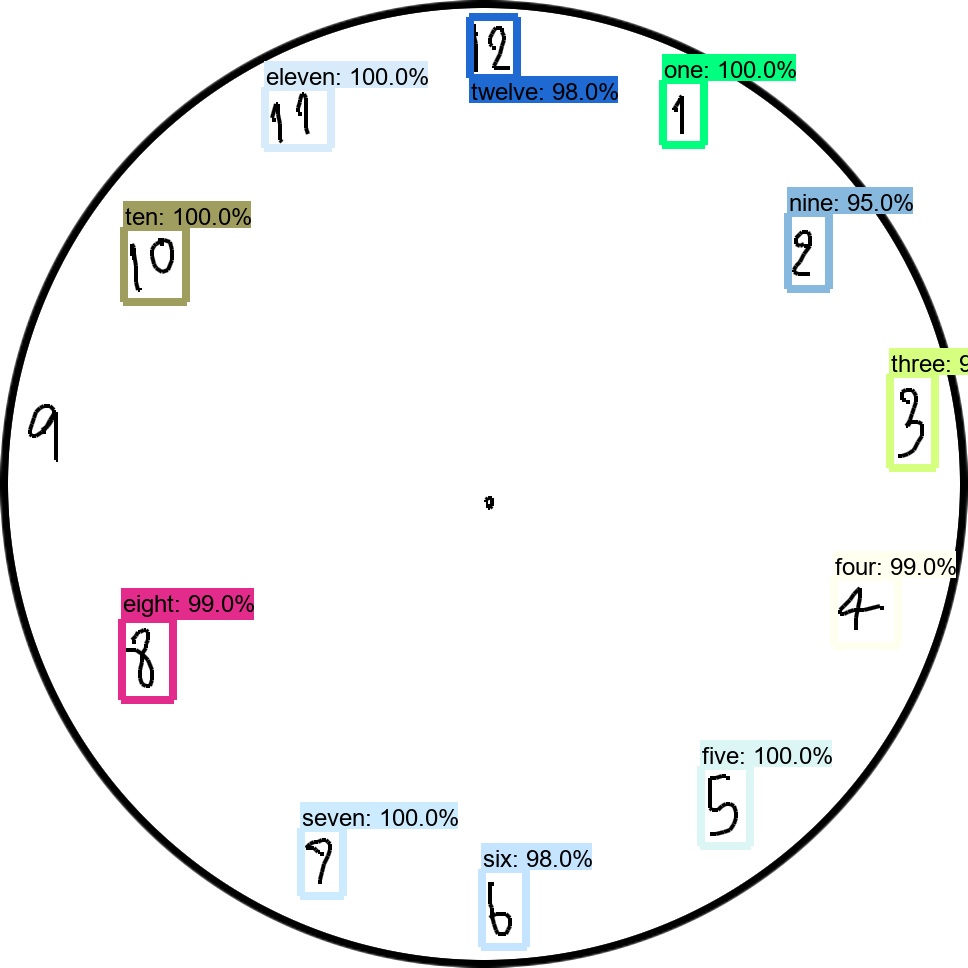 12
twelve: 98.0%
one: 100.0%
1
eleven: 100.0%
11
nine: 95.0%
2
ten: 100.0%
10
three: 9
3
9
four: 99.0%
4
eight: 99.0%
8
five: 100.0%
5
seven: 100.0%
7
six: 98.0%
6